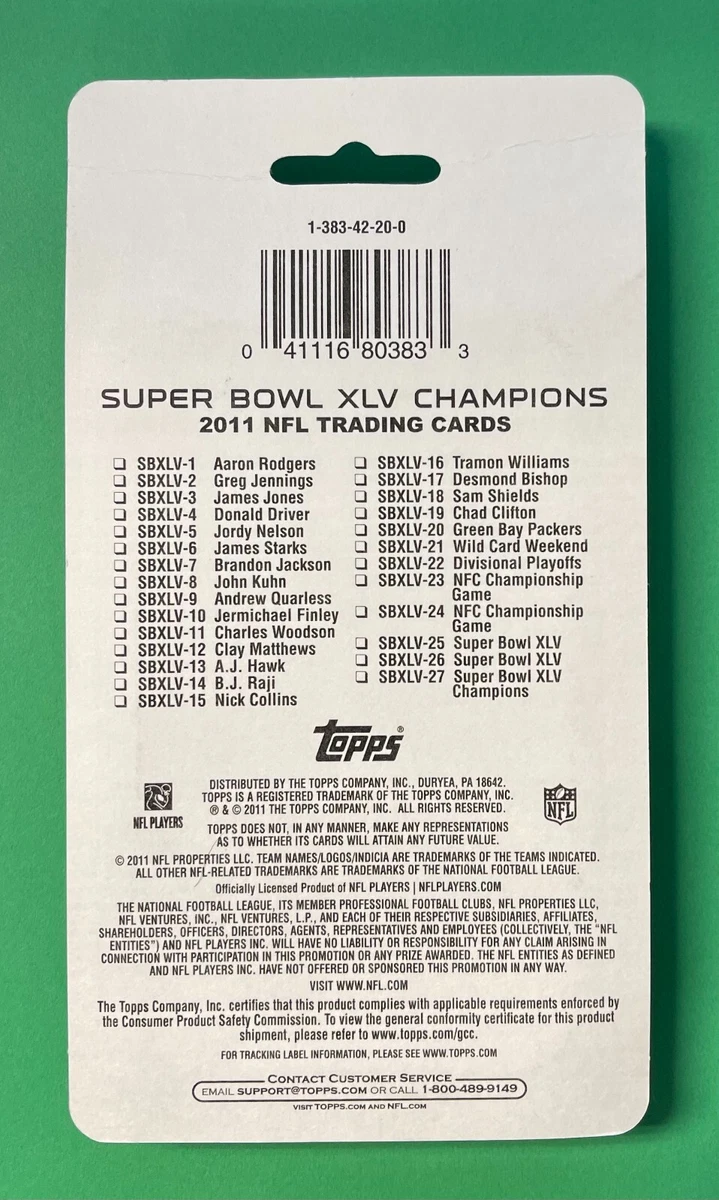 1-383-42-20-0
0 41116 80383 3
SUPER BOWL XLV CHAMPIONS
2011 NFL TRADING CARDS
❏ SBXLV-1 Aaron Rodgers
❏ SBXLV-2 Greg Jennings
❏ SBXLV-3 James Jones
❏ SBXLV-4 Donald Driver
❏ SBXLV-5 Jordy Nelson
❏ SBXLV-6 James Starks
❏ SBXLV-7 Brandon Jackson
❏ SBXLV-8 John Kuhn
❏ SBXLV-9 Andrew Quarless
❏ SBXLV-10 Jermichael Finley
❏ SBXLV-11 Charles Woodson
❏ SBXLV-12 Clay Matthews
❏ SBXLV-13 A.J. Hawk
❏ SBXLV-14 B.J. Raji
❏ SBXLV-15 Nick Collins
❏ SBXLV-16 Tramon Williams
❏ SBXLV-17 Desmond Bishop
❏ SBXLV-18 Sam Shields
❏ SBXLV-19 Chad Clifton
❏ SBXLV-20 Green Bay Packers
❏ SBXLV-21 Wild Card Weekend
❏ SBXLV-22 Divisional Playoffs
❏ SBXLV-23 NFC Championship
Game
❏ SBXLV-24 NFC Championship
Game
❏ SBXLV-25 Super Bowl XLV
❏ SBXLV-26 Super Bowl XLV
❏ SBXLV-27 Super Bowl XLV
Champions
topps®
NFL PLAYERS
DISTRIBUTED BY THE TOPPS COMPANY, INC., DURYEA, PA 18642.
TOPPS IS A REGISTERED TRADEMARK OF THE TOPPS COMPANY, INC.
® & © 2011 THE TOPPS COMPANY, INC. ALL RIGHTS RESERVED.
TOPPS DOES NOT, IN ANY MANNER, MAKE ANY REPRESENTATIONS
AS TO WHETHER ITS CARDS WILL ATTAIN ANY FUTURE VALUE.
NFL
© 2011 NFL PROPERTIES LLC. TEAM NAMES/LOGOS/INDICIA ARE TRADEMARKS OF THE TEAMS INDICATED.
ALL OTHER NFL-RELATED TRADEMARKS ARE TRADEMARKS OF THE NATIONAL FOOTBALL LEAGUE.
Officially Licensed Product of NFL PLAYERS | NFLPLAYERS.COM
THE NATIONAL FOOTBALL LEAGUE, ITS MEMBER PROFESSIONAL FOOTBALL CLUBS, NFL PROPERTIES LLC,
NFL VENTURES, INC., NFL VENTURES, L.P., AND EACH OF THEIR RESPECTIVE SUBSIDIARIES, AFFILIATES,
SHAREHOLDERS, OFFICERS, DIRECTORS, AGENTS, REPRESENTATIVES AND EMPLOYEES (COLLECTIVELY, THE "NFL
ENTITIES") AND NFL PLAYERS INC. WILL HAVE NO LIABILITY OR RESPONSIBILITY FOR ANY CLAIM ARISING IN
CONNECTION WITH PARTICIPATION IN THIS PROMOTION OR ANY PRIZE AWARDED. THE NFL ENTITIES AS DEFINED
AND NFL PLAYERS INC. HAVE NOT OFFERED OR SPONSORED THIS PROMOTION IN ANY WAY.
VISIT WWW.NFL.COM
The Topps Company, Inc. certifies that this product complies with applicable requirements enforced by
the Consumer Product Safety Commission. To view the general conformity certificate for this product
shipment, please refer to www.topps.com/gcc.
FOR TRACKING LABEL INFORMATION, PLEASE SEE WWW.TOPPS.COM
CONTACT CUSTOMER SERVICE
EMAIL SUPPORT@TOPPS.COM OR CALL 1-800-489-9149
VISIT TOPPS.COM AND NFL.COM